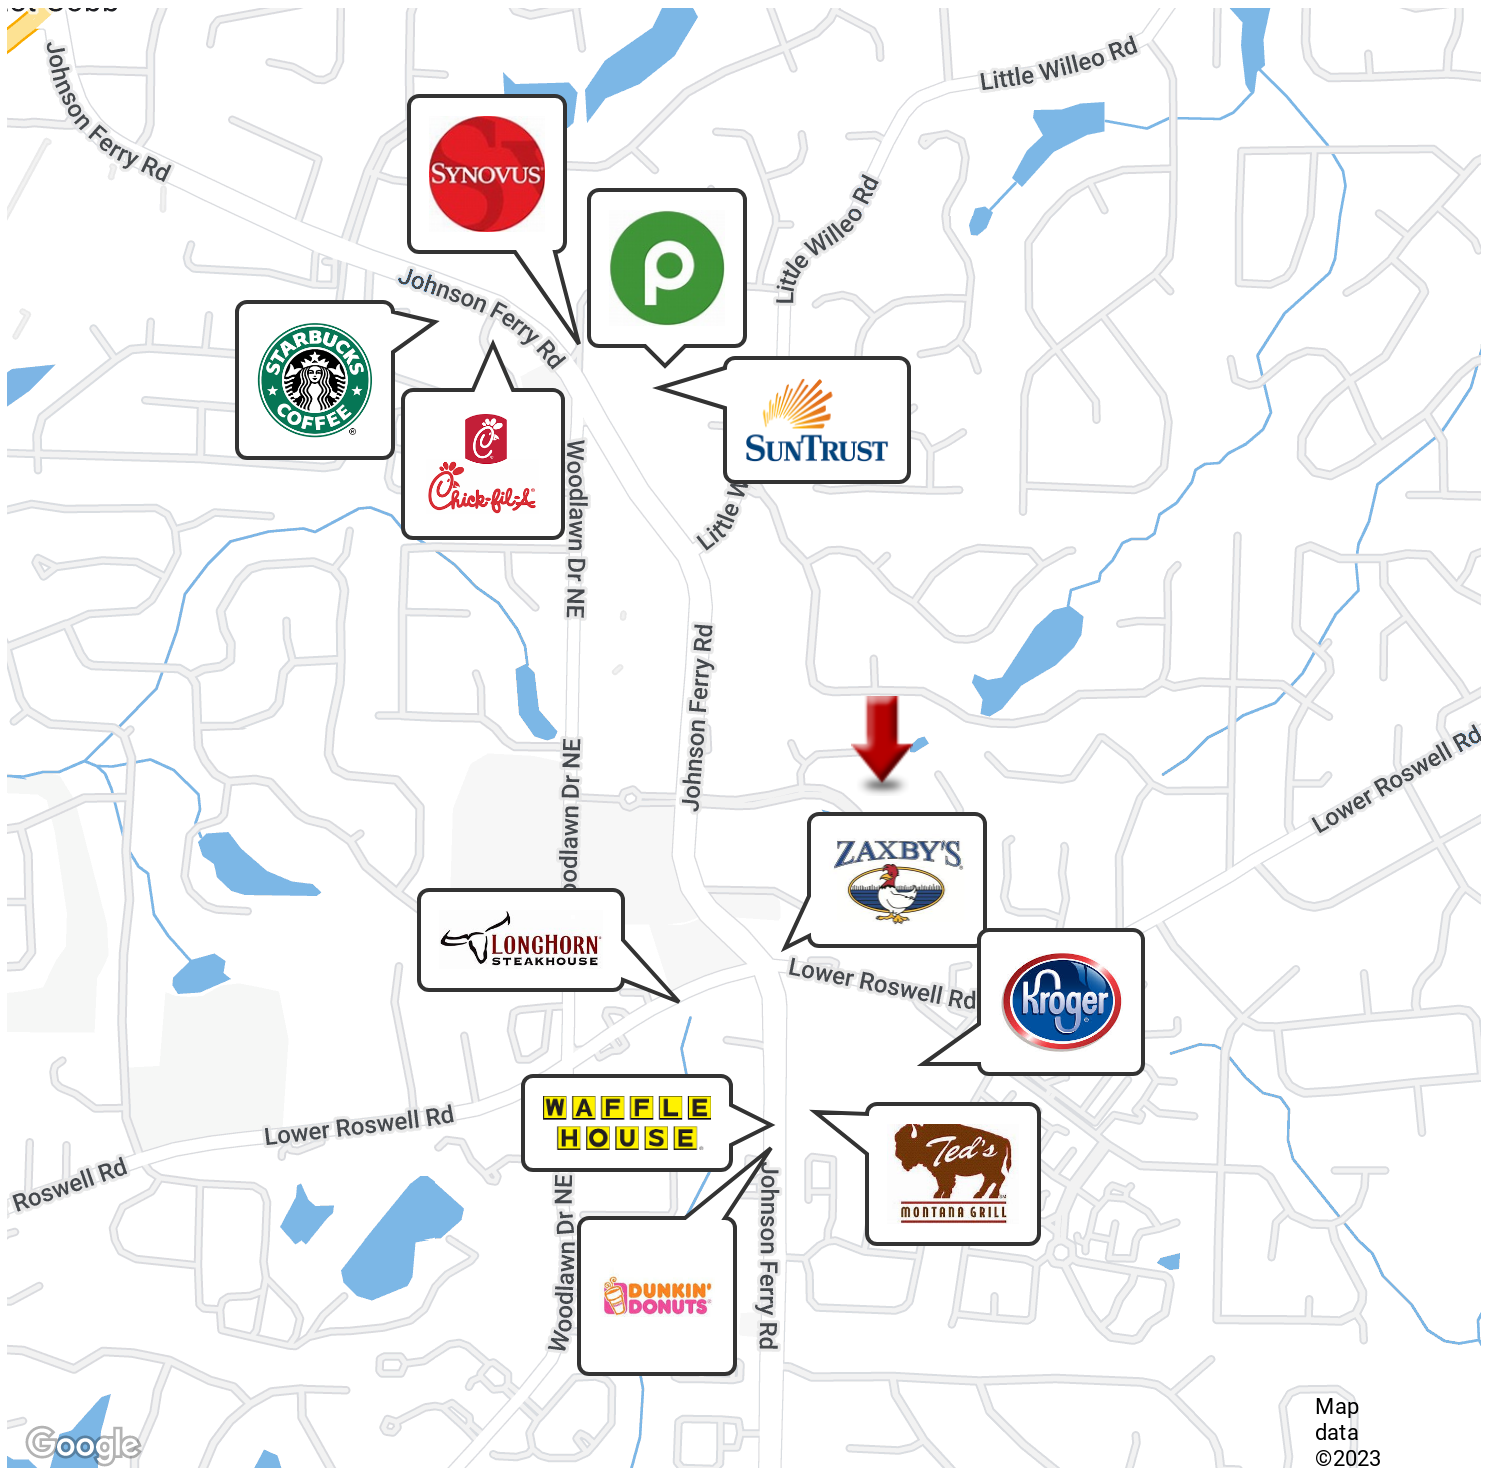 Johnson Ferry Rd
Little Willeo Rd
SYNOVUS
Little Willeo Rd
Johnson Ferry Rd
STARBUCKS
COFFEE
®
Chick-fil-A
SUNTRUST
Woodlawn Dr NE
Little W
Johnson Ferry Rd
Woodlawn Dr NE
Lower Roswell Rd
ZAXBY'S
LONGHORN
STEAKHOUSE
Lower Roswell Rd
Kroger
WAFFLE
HOUSE
Lower Roswell Rd
Ted's
MONTANA GRILL
Roswell Rd
Woodlawn Dr NE
Johnson Ferry Rd
DUNKIN'
DONUTS
Google
Map
data
©2023